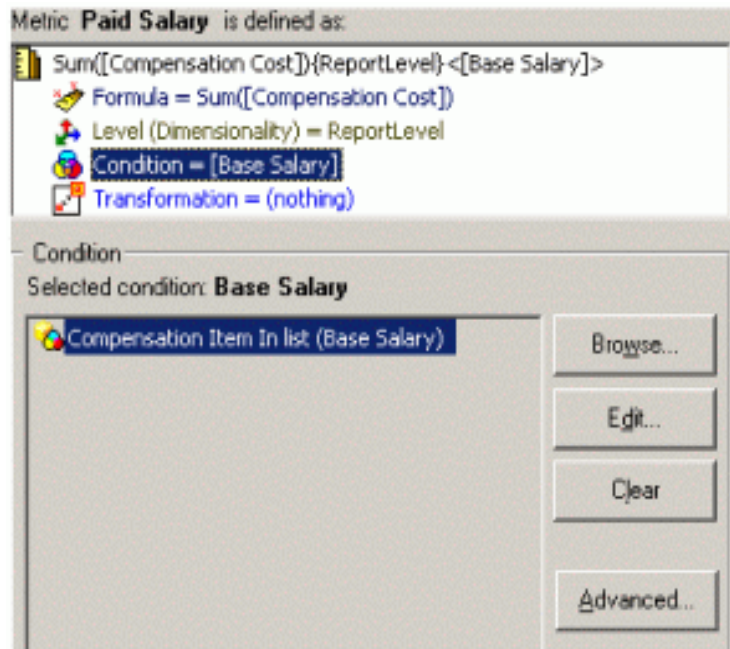 Metric Paid Salary is defined as:
Sum([Compensation Cost]){ReportLevel}<[Base Salary]>
Formula = Sum([Compensation Cost])
Level (Dimensionality) = ReportLevel
Condition = [Base Salary]
Transformation = (nothing)
Condition
Selected condition: Base Salary
Compensation Item In list (Base Salary)
Browse...
Edit...
Clear
Advanced...